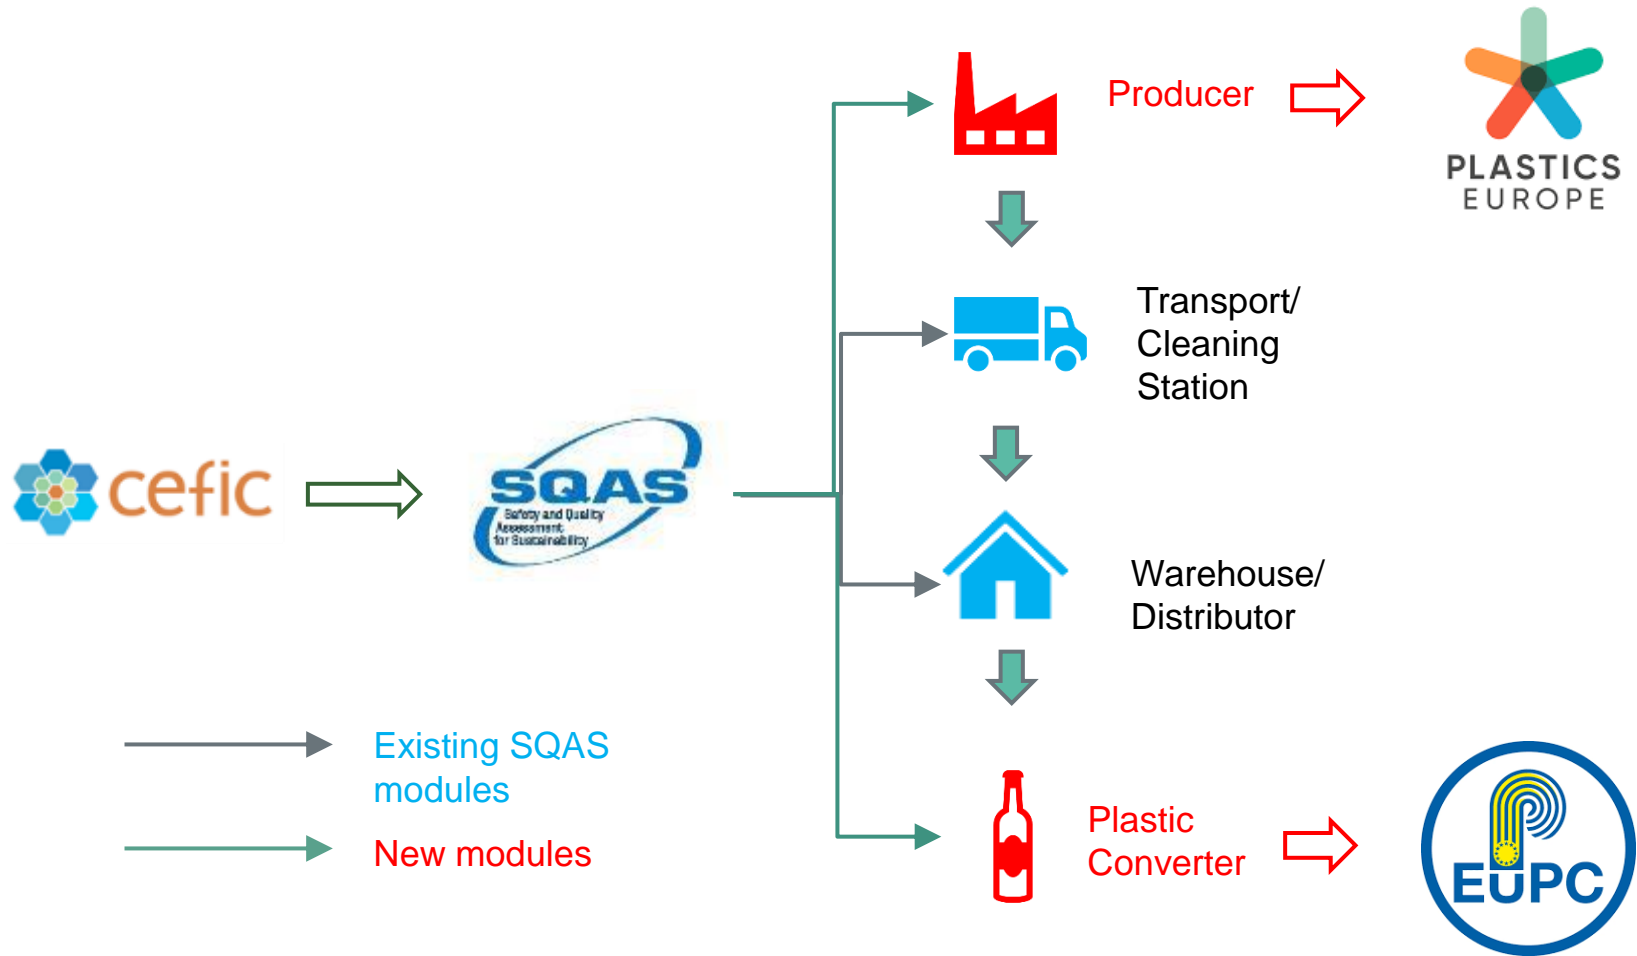 Producer
PLASTICS
EUROPE
Transport/
Cleaning
Station
cefic
SQAS
Safety and Quality
Assessment
for Sustainability
Warehouse/
Distributor
Existing SQAS
modules
New modules
Plastic
Converter
EUPC